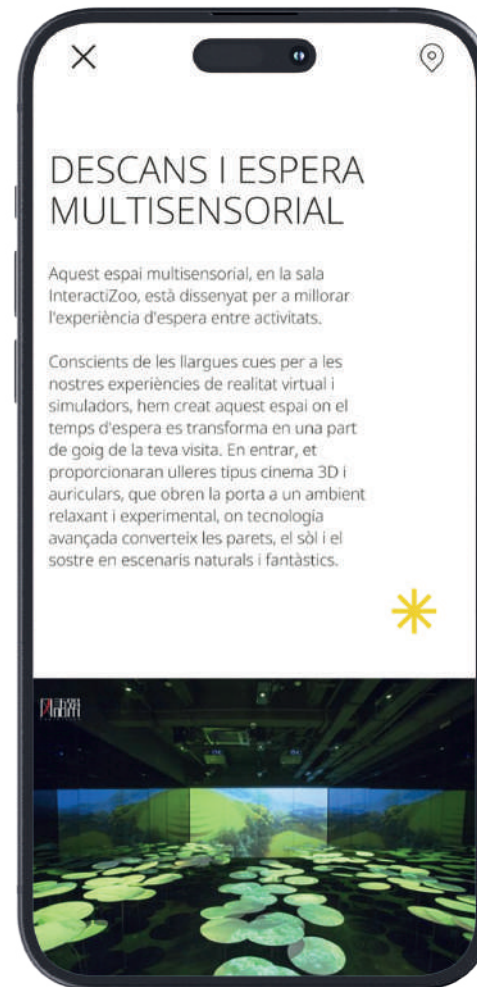 DESCANS I ESPERA
MULTISENSORIAL
Aquest espai multisensorial, en la sala
InteractiZoo, està dissenyat per a millorar
l'experiència d'espera entre activitats.
Conscients de les llargues cues per a les
nostres experiències de realitat virtual i
simuladors, hem creat aquest espai on el
temps d'espera es transforma en una part
de goig de la teva visita. En entrar, et
proporcionaran ulleres tipus cinema 3D i
auriculars, que obren la porta a un ambient
relaxant i experimental, on tecnologia
avançada converteix les parets, el sòl i el
sostre en escenaris naturals i fantàstics.